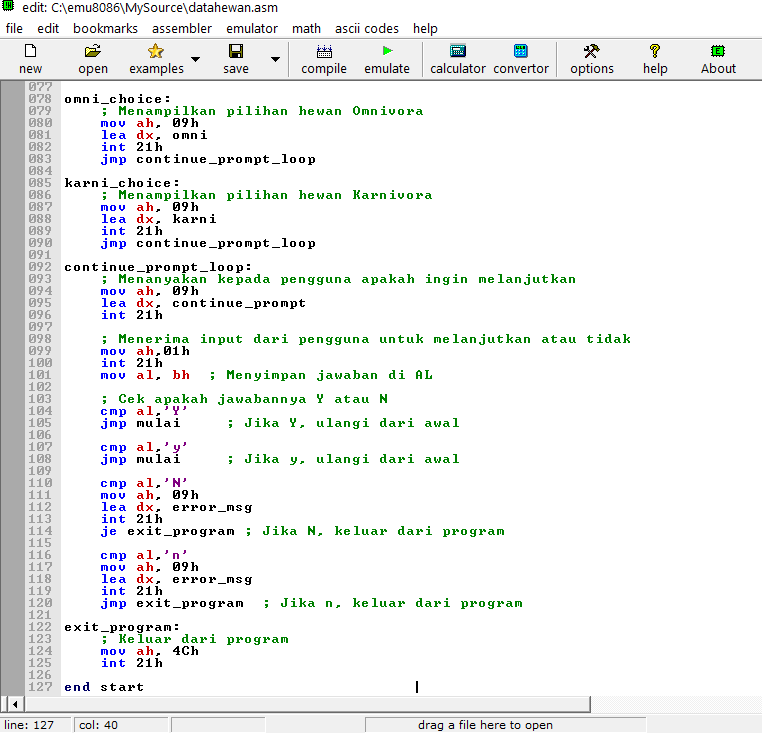 edit: C:\emu8086\MySource\datahewan.asm
file edit bookmarks assembler emulator math ascii codes help
new open examples save compile emulate calculator convertor options help About
077
078 omni_choice:
079     ; Menampilkan pilihan hewan Omnivora
080     mov ah, 09h
081     lea dx, omni
082     int 21h
083     jmp continue_prompt_loop
084
085 karni_choice:
086     ; Menampilkan pilihan hewan Karnivora
087     mov ah, 09h
088     lea dx, karni
089     int 21h
090     jmp continue_prompt_loop
091
092 continue_prompt_loop:
093     ; Menanyakan kepada pengguna apakah ingin melanjutkan
094     mov ah, 09h
095     lea dx, continue_prompt
096     int 21h
097
098     ; Menerima input dari pengguna untuk melanjutkan atau tidak
099     mov ah,01h
100     int 21h
101     mov al, bh  ; Menyimpan jawaban di AL
102
103     ; Cek apakah jawabannya Y atau N
104     cmp al,'Y'
105     jmp mulai     ; Jika Y, ulangi dari awal
106
107     cmp al,'y'
108     jmp mulai     ; Jika y, ulangi dari awal
109
110     cmp al,'N'
111     mov ah, 09h
112     lea dx, error_msg
113     int 21h
114     je exit_program ; Jika N, keluar dari program
115
116     cmp al,'n'
117     mov ah, 09h
118     lea dx, error_msg
119     int 21h
120     jmp exit_program  ; Jika n, keluar dari program
121
122 exit_program:
123     ; Keluar dari program
124     mov ah, 4Ch
125     int 21h
126
127 end start
line: 127 col: 40 drag a file here to open